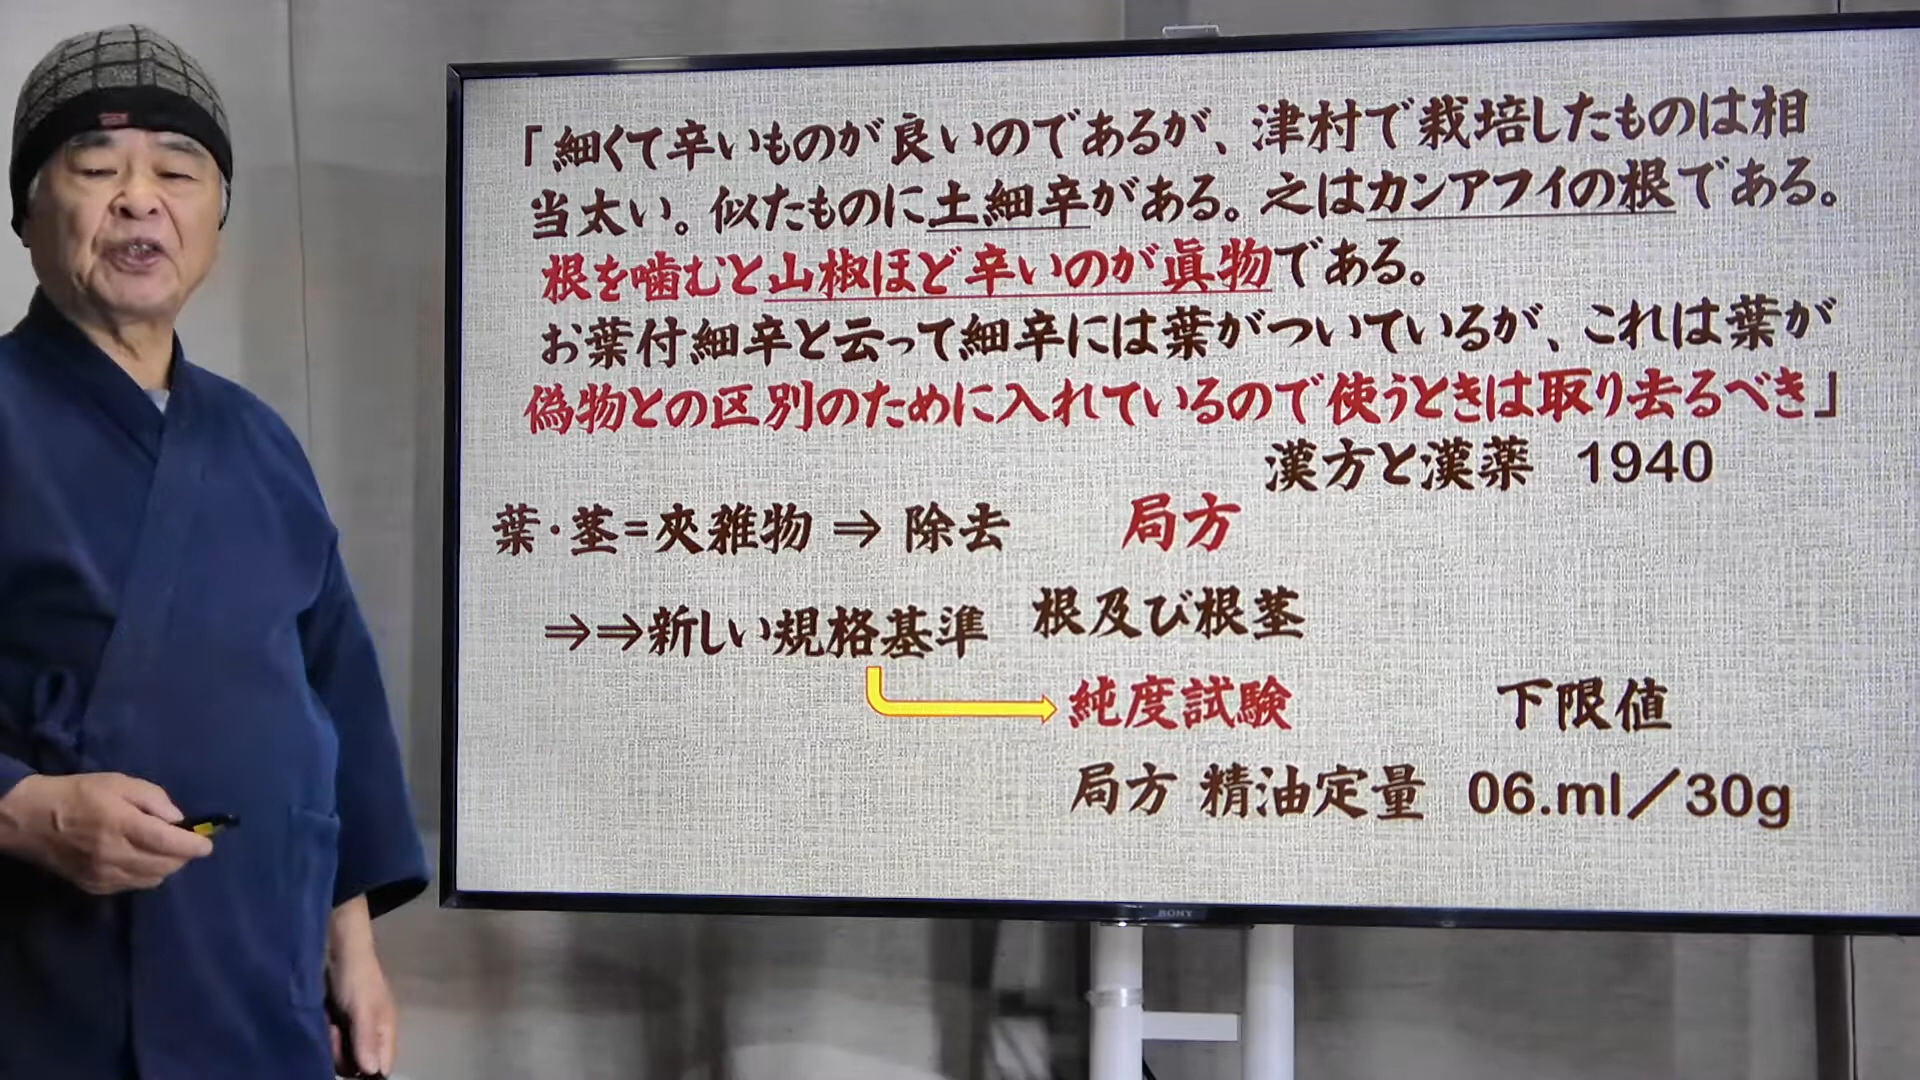 「細くて辛いものが良いのであるが、津村で栽培したものは相
当太い。似たものに土細辛がある。之はカンアフイの根である。
根を噛むと山椒ほど辛いのが眞物である。
お葉付細辛と云って細辛には葉がついているが、これは葉が
偽物との区別のために入れているので使うときは取り去るべき」
漢方と漢薬 1940
葉・茎=夾雑物 ⇒ 除去 局方
⇒⇒新しい規格基準 根及び根茎
純度試験 下限値
局方 精油定量 06.ml／30g
SONY